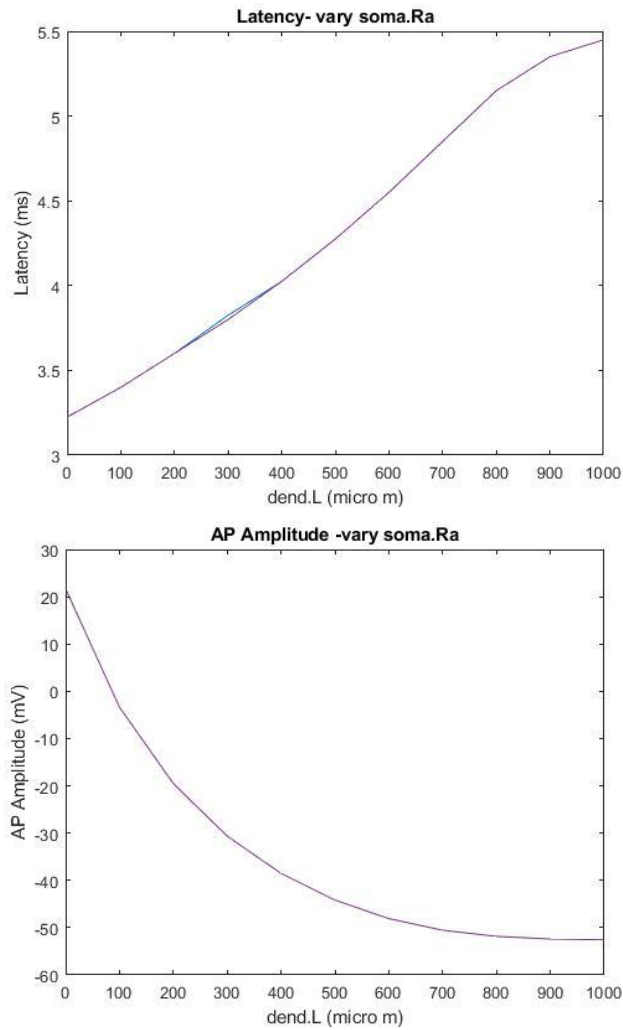 Latency- vary soma.Ra
5.5
5
4.5
4
3.5
3
Latency (ms)
0 100 200 300 400 500 600 700 800 900 1000
dend.L (micro m)
AP Amplitude -vary soma.Ra
30
20
10
0
-10
-20
-30
-40
-50
-60
AP Amplitude (mV)
0 100 200 300 400 500 600 700 800 900 1000
dend.L (micro m)